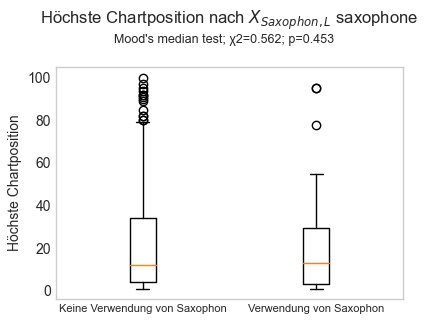 Höchste Chartposition nach X_{Saxophon, L} saxophone
Mood's median test; χ2=0.562; p=0.453
Höchste Chartposition
100
80
60
40
20
0
Keine Verwendung von Saxophon
Verwendung von Saxophon